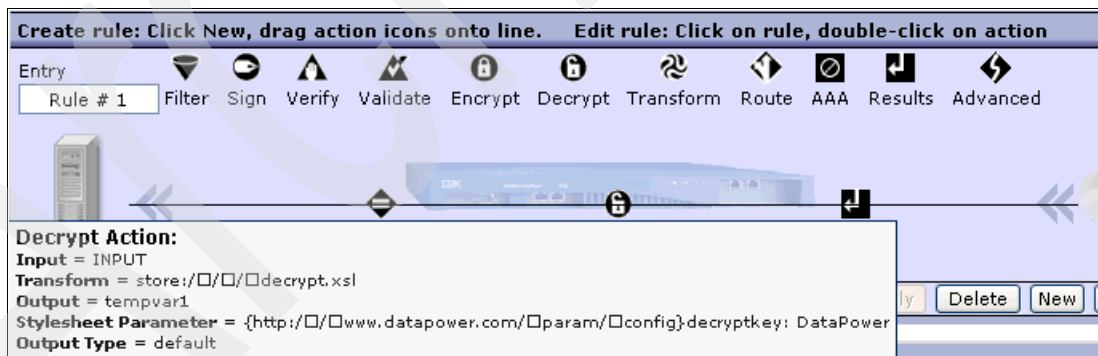 Create rule: Click New, drag action icons onto line. Edit rule: Click on rule, double-click on action
Entry
Rule # 1
Filter Sign Verify Validate Encrypt Decrypt Transform Route AAA Results Advanced
IBM
Decrypt Action:
Input = INPUT
Transform = store:/□/□/□decrypt.xsl
Output = tempvar1
Stylesheet Parameter = {http:/□/□www.datapower.com/□param/□config}decryptkey: DataPower
Output Type = default
ly Delete New